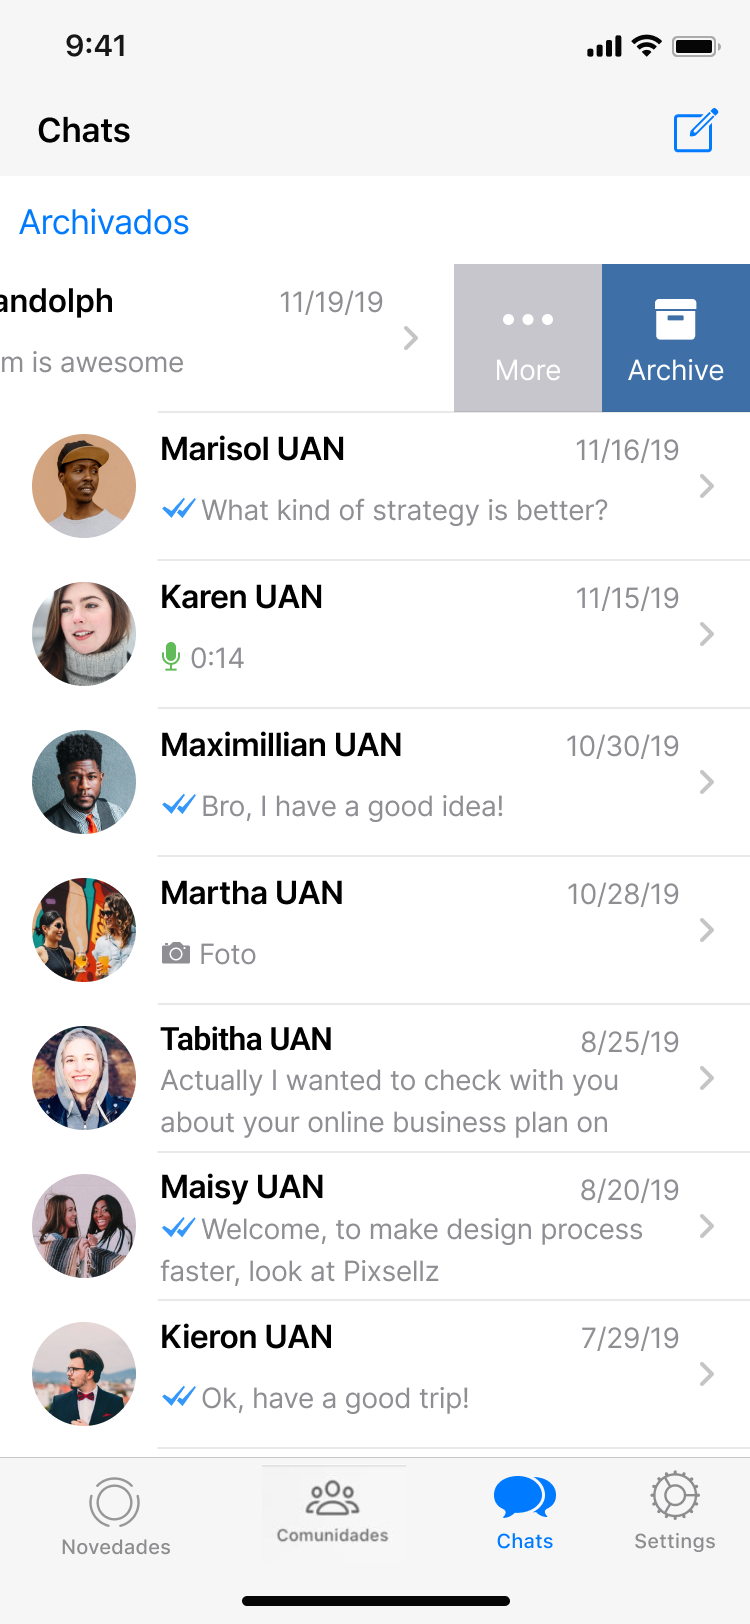 9:41
Chats
Archivados
andolph 11/19/19
m is awesome
More
Archive
Marisol UAN 11/16/19
What kind of strategy is better?
Karen UAN 11/15/19
0:14
Maximillian UAN 10/30/19
Bro, I have a good idea!
Martha UAN 10/28/19
Foto
Tabitha UAN 8/25/19
Actually I wanted to check with you
about your online business plan on
Maisy UAN 8/20/19
Welcome, to make design process
faster, look at Pixsellz
Kieron UAN 7/29/19
Ok, have a good trip!
Novedades
Comunidades
Chats
Settings